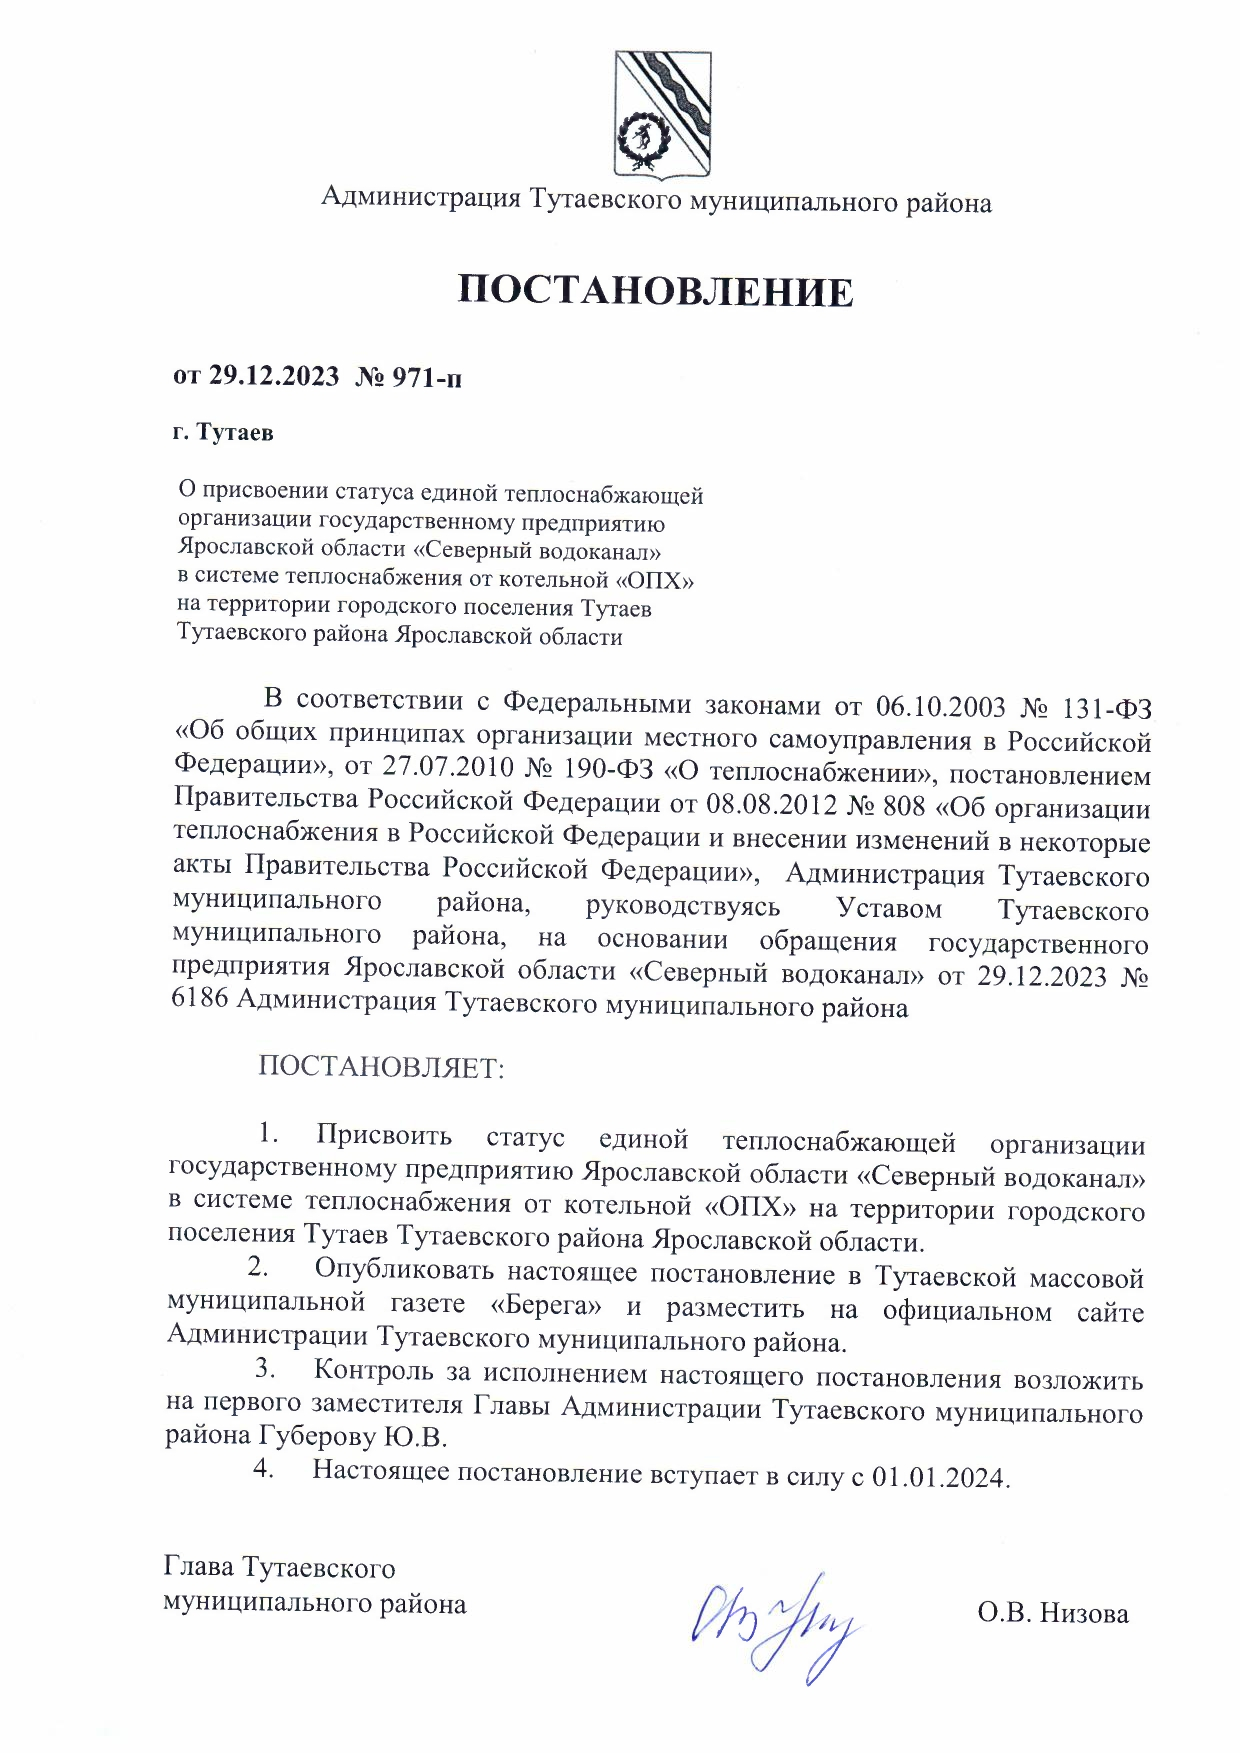 Администрация Тутаевского муниципального района
ПОСТАНОВЛЕНИЕ
от 29.12.2023 № 971-п
г. Тутаев
О присвоении статуса единой теплоснабжающей
организации государственному предприятию
Ярославской области «Северный водоканал»
в системе теплоснабжения от котельной «ОПХ»
на территории городского поселения Тутаев
Тутаевского района Ярославской области
В соответствии с Федеральными законами от 06.10.2003 № 131-ФЗ
«Об общих принципах организации местного самоуправления в Российской
Федерации», от 27.07.2010 № 190-ФЗ «О теплоснабжении», постановлением
Правительства Российской Федерации от 08.08.2012 № 808 «Об организации
теплоснабжения в Российской Федерации и внесении изменений в некоторые
акты Правительства Российской Федерации», Администрация Тутаевского
муниципального района, руководствуясь Уставом Тутаевского
муниципального района, на основании обращения государственного
предприятия Ярославской области «Северный водоканал» от 29.12.2023 №
6186 Администрация Тутаевского муниципального района
ПОСТАНОВЛЯЕТ:
1. Присвоить статус единой теплоснабжающей организации
государственному предприятию Ярославской области «Северный водоканал»
в системе теплоснабжения от котельной «ОПХ» на территории городского
поселения Тутаев Тутаевского района Ярославской области.
2. Опубликовать настоящее постановление в Тутаевской массовой
муниципальной газете «Берега» и разместить на официальном сайте
Администрации Тутаевского муниципального района.
3. Контроль за исполнением настоящего постановления возложить
на первого заместителя Главы Администрации Тутаевского муниципального
района Губерову Ю.В.
4. Настоящее постановление вступает в силу с 01.01.2024.
Глава Тутаевского
муниципального района
О.В. Низова